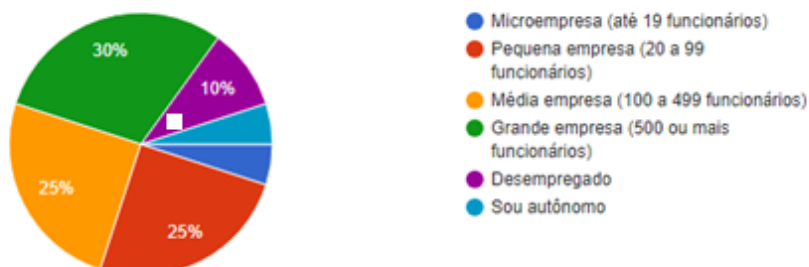 30%
10%
25%
25%
Microempresa (até 19 funcionários)
Pequena empresa (20 a 99
funcionários)
Média empresa (100 a 499 funcionários)
Grande empresa (500 ou mais
funcionários)
Desempregado
Sou autônomo